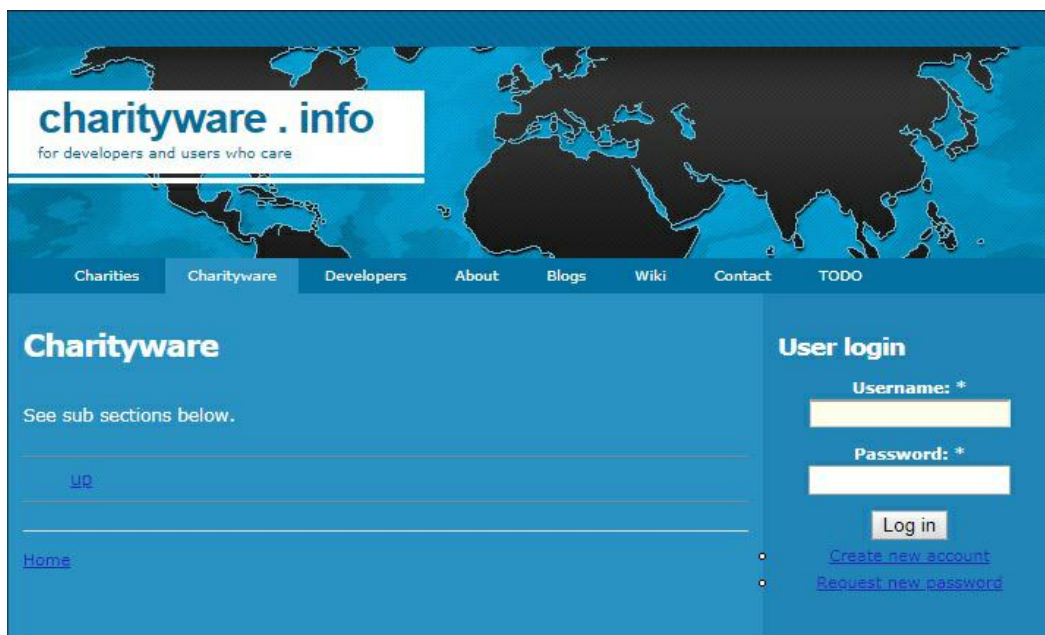 charityware . info
for developers and users who care
Charities Charityware Developers About Blogs Wiki Contact TODO
Charityware
See sub sections below.
up
Home
User login
Username: *
Password: *
Log in
Create new account
Request new password